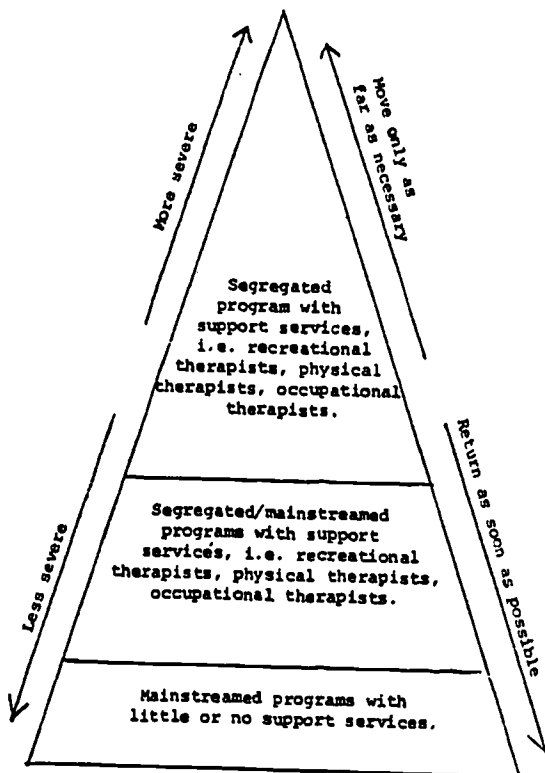 More severe
Move only as
far as necessary
Segregated
program with
support services,
i.e. recreational
therapists, physical
therapists, occupational
therapists.
Less severe
Return as soon as possible
Segregated/mainstreamed
programs with support
services, i.e. recreational
therapists, physical therapists,
occupational therapists.
Mainstreamed programs with
little or no support services.